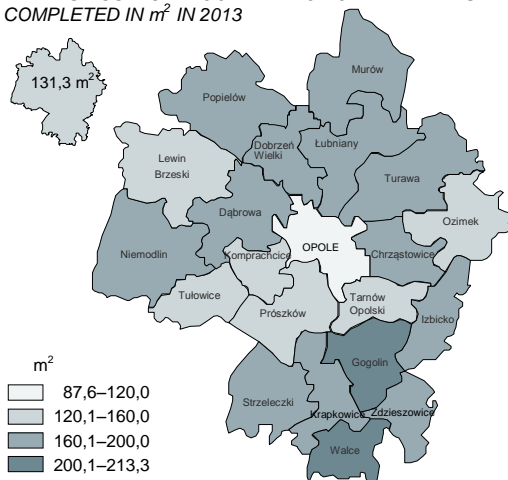 COMPLETED IN m² IN 2013
131,3 m²
Murów
Popielów
Dobrzeń
Wielki
Łubniany
Lewin
Brzeski
Turawa
Dąbrowa
Ozimek
Niemodlin
OPOLE
Komprachcice
Chrząstowice
Tułowice
Tarnów
Opolski
Prószków
Izbicko
Gogolin
Strzeleczki
Krapkowice
Zdzieszowice
Walce
m²
87,6–120,0
120,1–160,0
160,1–200,0
200,1–213,3